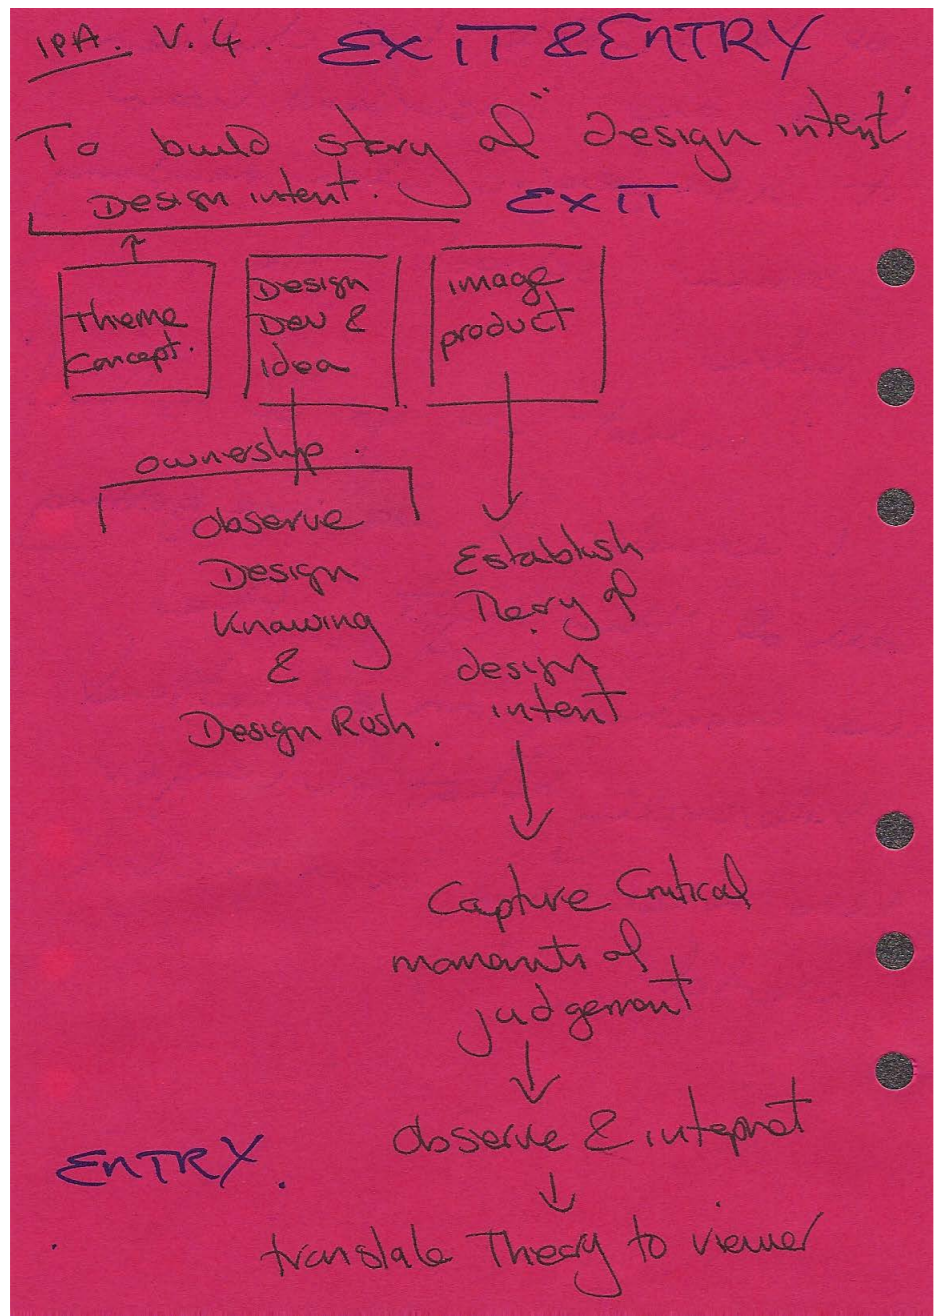 IPA. V.4. EXIT & ENTRY
To build story of "design intent"
Design intent. EXIT
Theme
Concept.
Design
Dev &
idea
image
product
ownership.
observe
Design
Knowing
&
Design Rush.
Establish
Theory of
design
intent
Capture Critical
moments of
judgement
observe & intepret
ENTRY.
translate Theory to viewer